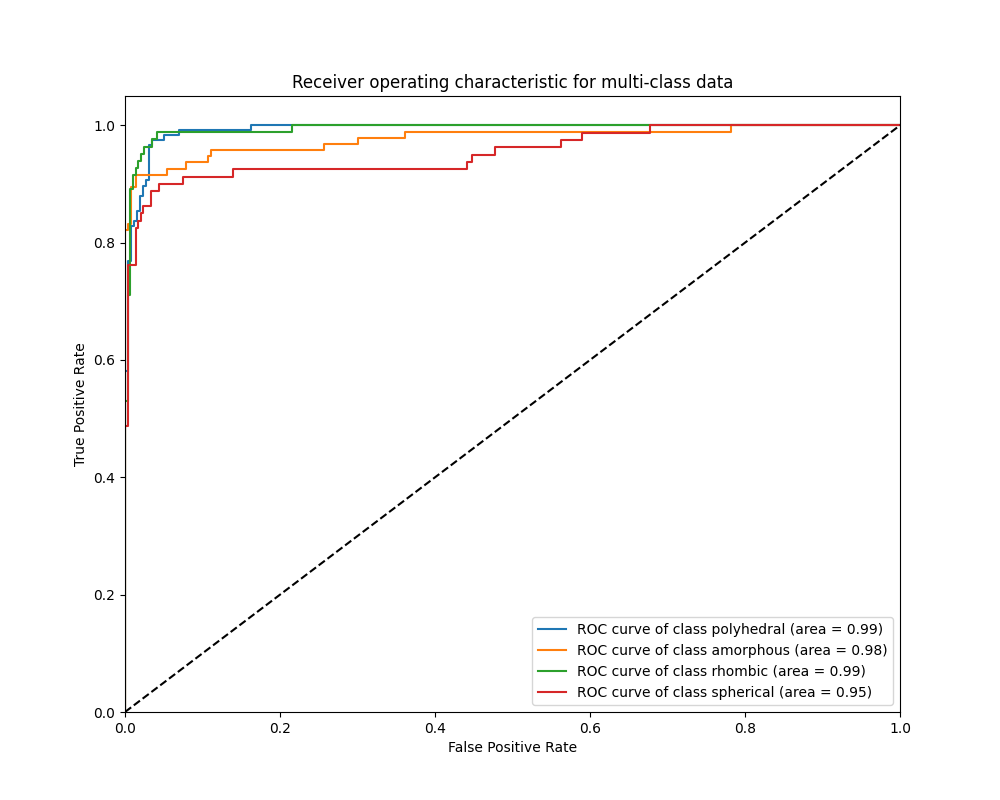 Receiver operating characteristic for multi-class data
1.0
0.8
0.6
0.4
0.2
0.0
True Positive Rate
0.0 0.2 0.4 0.6 0.8 1.0
False Positive Rate
ROC curve of class polyhedral (area = 0.99)
ROC curve of class amorphous (area = 0.98)
ROC curve of class rhombic (area = 0.99)
ROC curve of class spherical (area = 0.95)